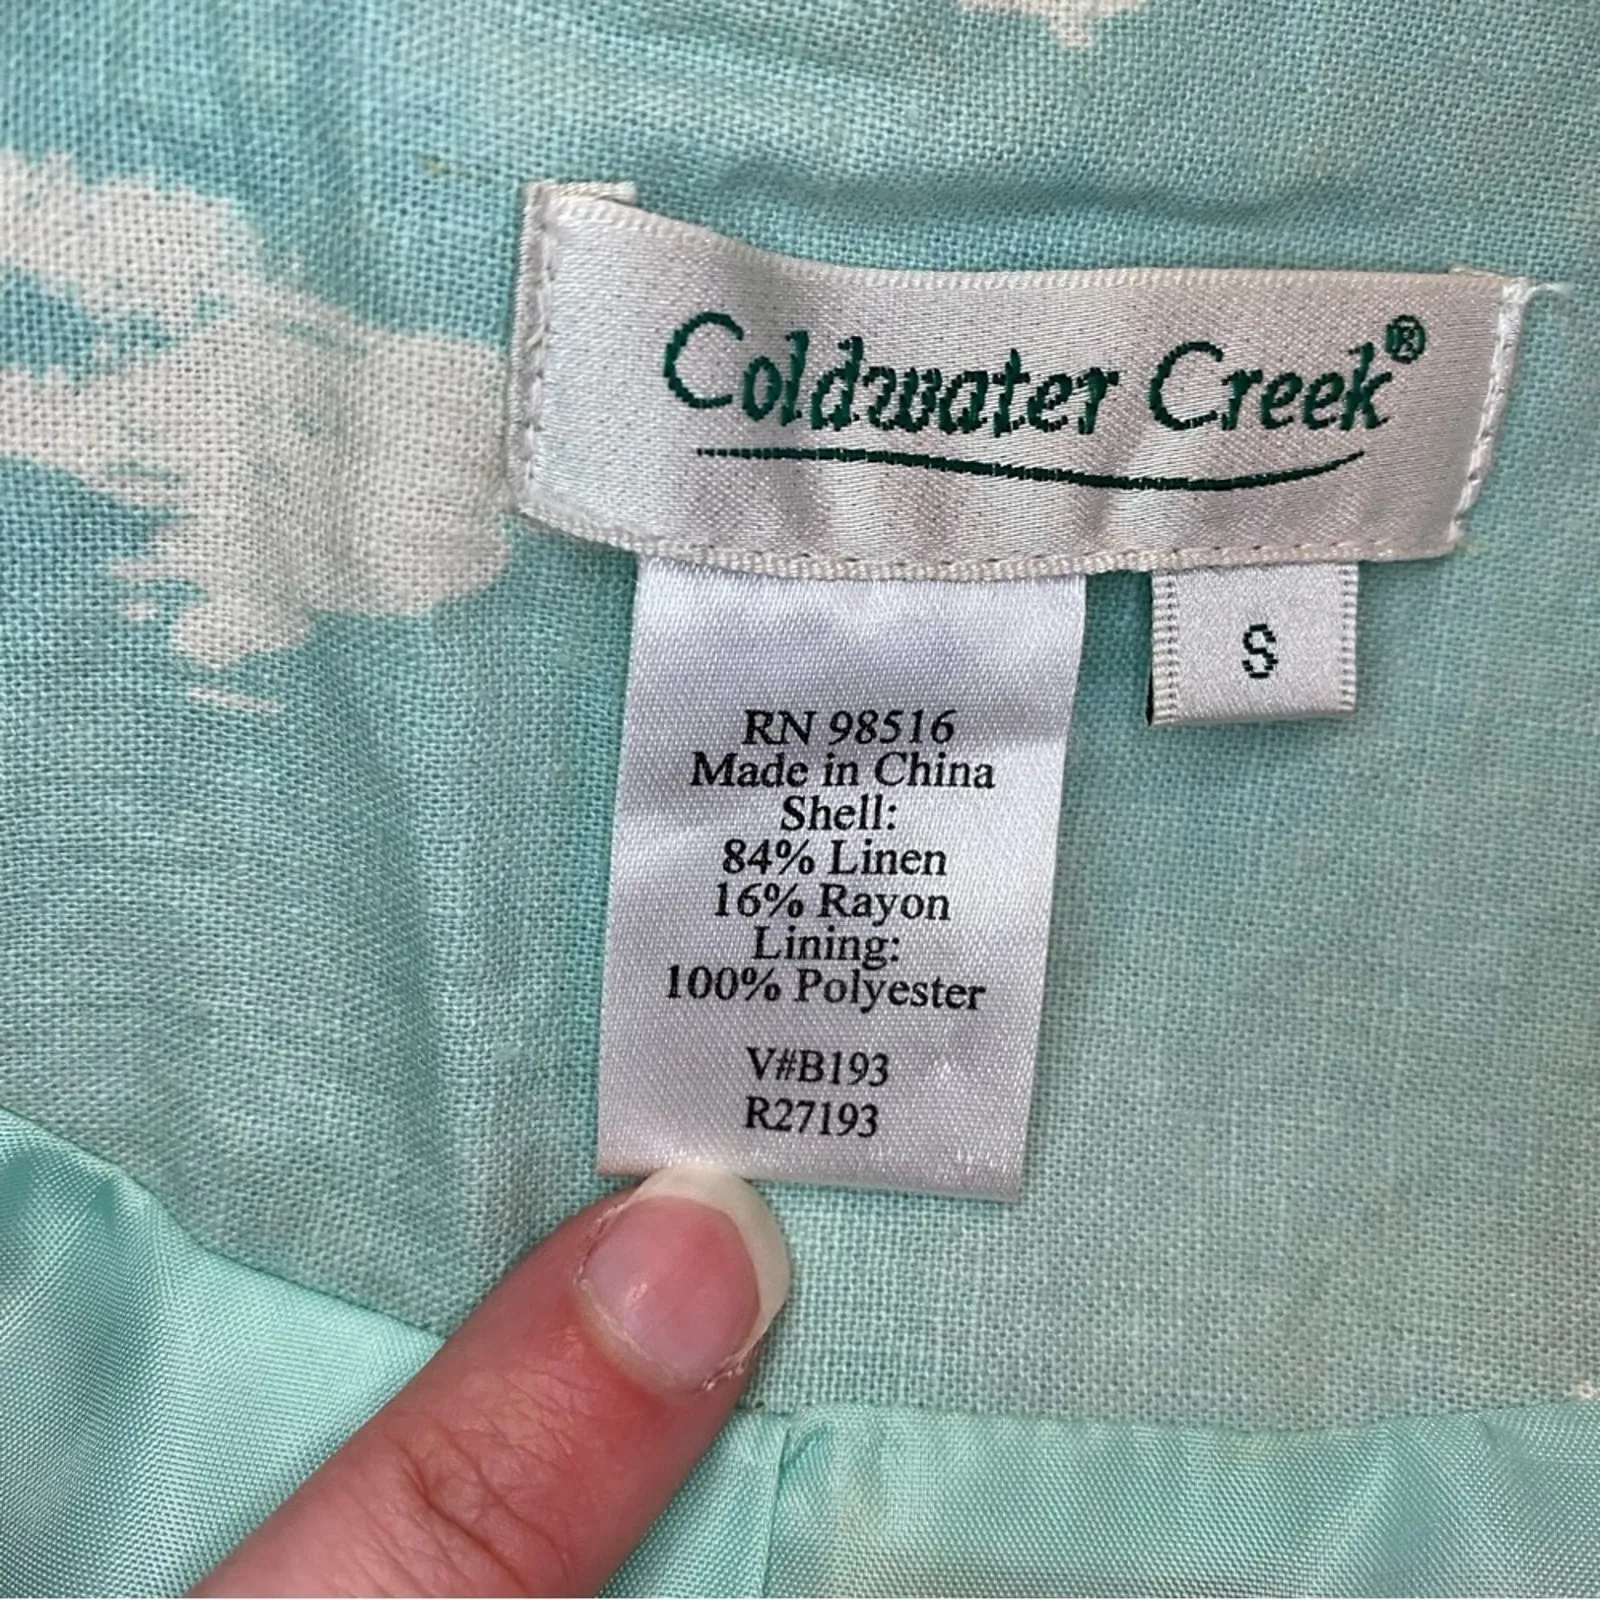 Coldwater Creek®
S
RN 98516
Made in China
Shell:
84% Linen
16% Rayon
Lining:
100% Polyester
V#B193
R27193